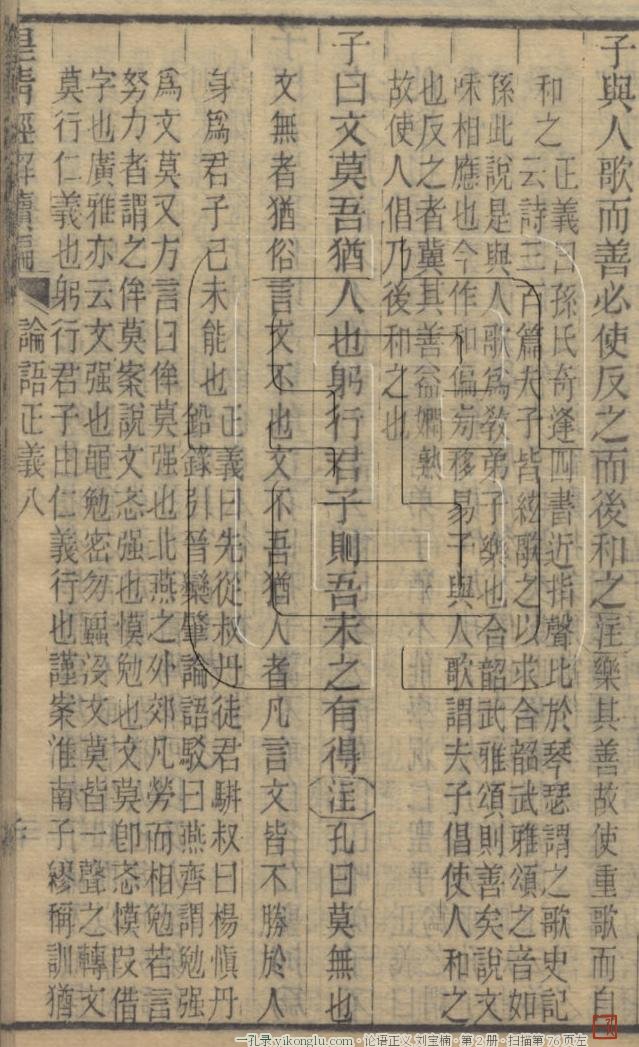 子與人歌而善必使反之而後和之注樂其善故使重歌而自
和之正義曰孫氏奇逢四書近指聲比於琴瑟謂之歌史記
云詩三百篇夫子皆絃歌之以求合韶武雅頌之音如
孫此說是與人歌爲敎弟子樂也合韶武雅頌則善矣說文
咊相應也今作和偏旁移易子與人歌謂夫子倡使人和之
也反之者冀其善益嫺熟
故使人倡乃後和之也
子曰文莫吾猶人也躬行君子則吾未之有得注孔曰莫無也
文無者猶俗言文不也文不吾猶人者凡言文皆不勝於人
身爲君子己未能也正義曰先從叔丹徒君騈叔曰楊愼丹
鉛錄引晉欒肇論語駁曰燕齊謂勉强
爲文莫又方言曰侔莫强也北燕之外郊凡勞而相勉若言
努力者謂之侔莫案說文忞强也慔勉也文莫卽忞慔叚借
字也廣雅亦云文强也黽勉密勿蠠沒文莫皆一聲之轉文
莫行仁義也躬行君子由仁義行也謹案淮南子繆稱訓猶
皇淸經解續編 論語正義八
一孔录 yikonglu.com · 论语正义 刘宝楠 · 第 2 册 · 扫描第 76 页左